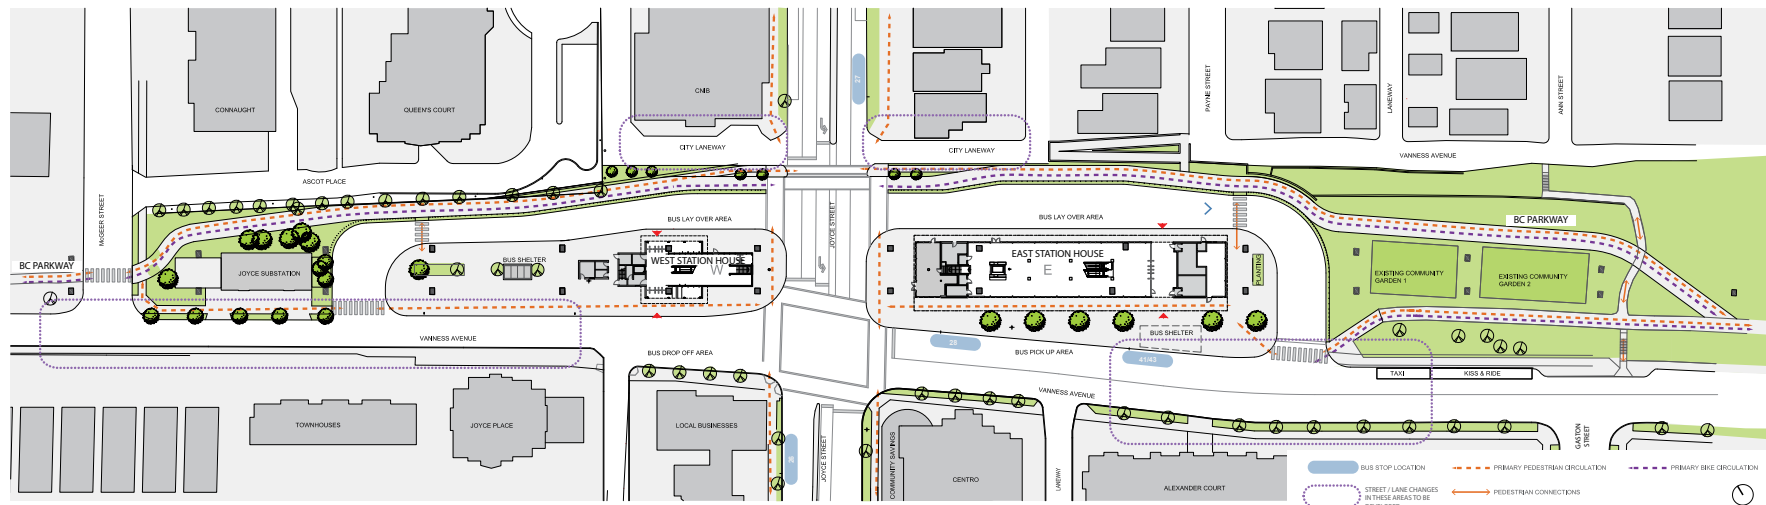 CONNAUGHT
QUEEN'S COURT
CNIB
27
PAYNE STREET
LANEWAY
ANN STREET
CITY LANEWAY
CITY LANEWAY
VANNESS AVENUE
ASCOT PLACE
McGEER STREET
BUS LAY OVER AREA
JOYCE STREET
BUS LAY OVER AREA
BC PARKWAY
BC PARKWAY
JOYCE SUBSTATION
BUS SHELTER
WEST STATION HOUSE
W
EAST STATION HOUSE
E
PLANTING
EXISTING COMMUNITY
GARDEN 1
EXISTING COMMUNITY
GARDEN 2
VANNESS AVENUE
BUS DROP OFF AREA
28
BUS PICK UP AREA
BUS SHELTER
41/43
TAXI
KISS & RIDE
VANNESS AVENUE
TOWNHOUSES
JOYCE PLACE
LOCAL BUSINESSES
JOYCE STREET
COMMUNITY SAVINGS
CENTRO
LANEWAY
ALEXANDER COURT
GASTON
STREET
BUS STOP LOCATION
PRIMARY PEDESTRIAN CIRCULATION
PRIMARY BIKE CIRCULATION
STREET / LANE CHANGES
IN THESE AREAS TO BE
PEDESTRIAN CONNECTIONS